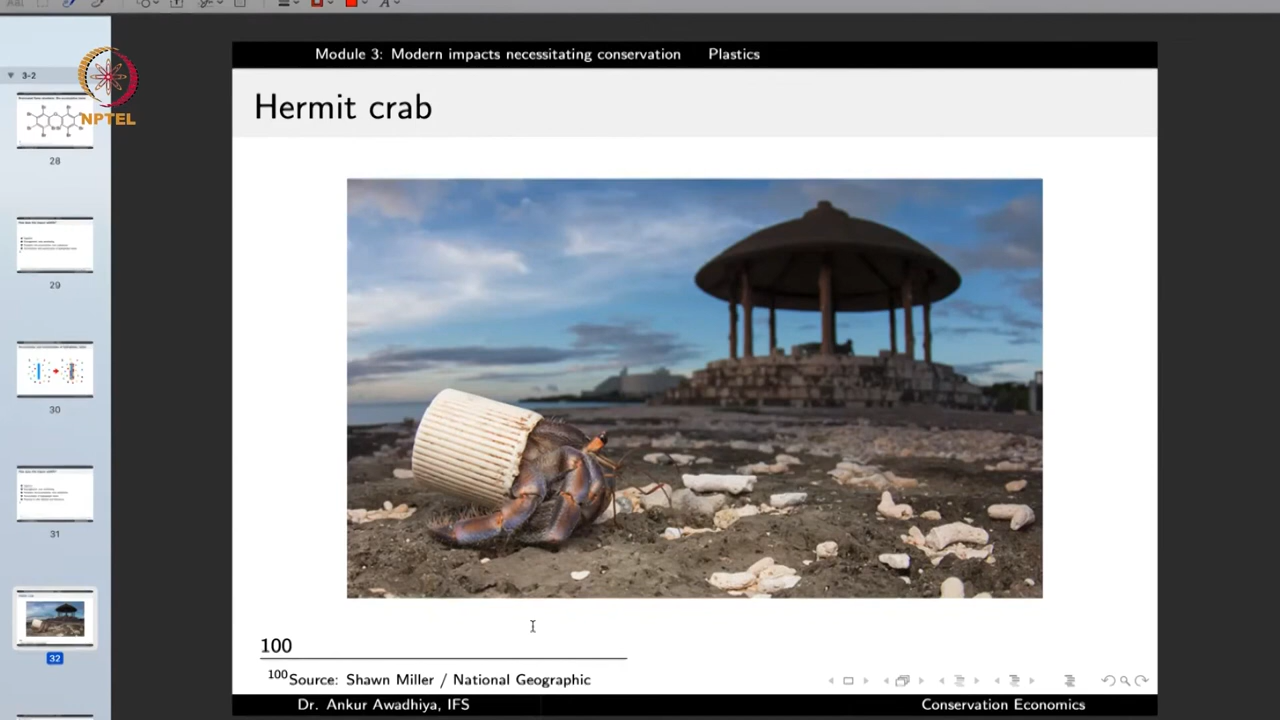 3-2
NPTEL
28
29
30
31
32
Module 3: Modern impacts necessitating conservation Plastics
Hermit crab
100
100Source: Shawn Miller / National Geographic
Dr. Ankur Awadhiya, IFS
Conservation Economics